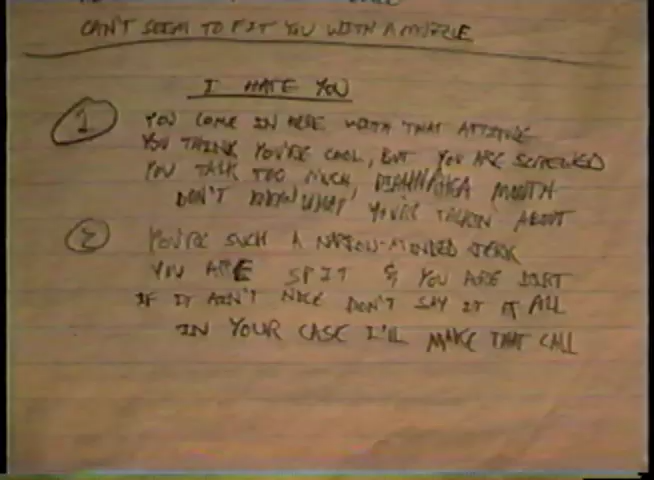 CAN'T SEEM TO FIT YOU WITH A MUZZLE
I HATE YOU
1 YOU COME IN HERE WITH THAT ATTITUDE
YOU THINK YOU'RE COOL, BUT YOU ARE SCREWED
YOU TALK TOO MUCH, DIAHHRHEA MOUTH
DON'T KNOW WHAT YOU'RE TALKIN' ABOUT
2 YOU'RE SUCH A NARROW-MINDED JERK
YOU ARE SPIT & YOU ARE DIRT
IF IT AIN'T NICE DON'T SAY IT AT ALL
IN YOUR CASE I'LL MAKE THAT CALL